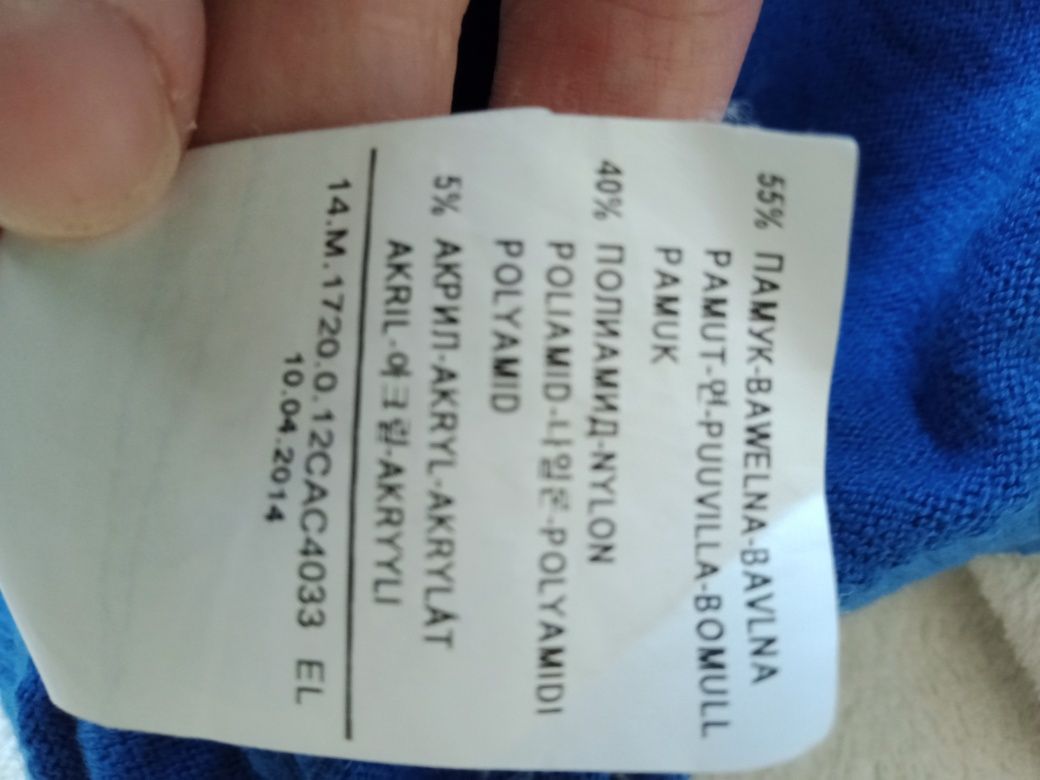 55% ПАМУК-BAWELNA-BAVLNA
PAMUT-면-PUUVILLA-BOMULL
PAMUK
40% ПОЛИАМИД-NYLON
POLIAMID-나일론-POLYAMIDI
POLYAMID
5% АКРИЛ-AKRYL-AKRYLÁT
AKRIL-아크릴-AKRYYLI
14.M.1720.0.12CAC4033 EL
10.04.2014